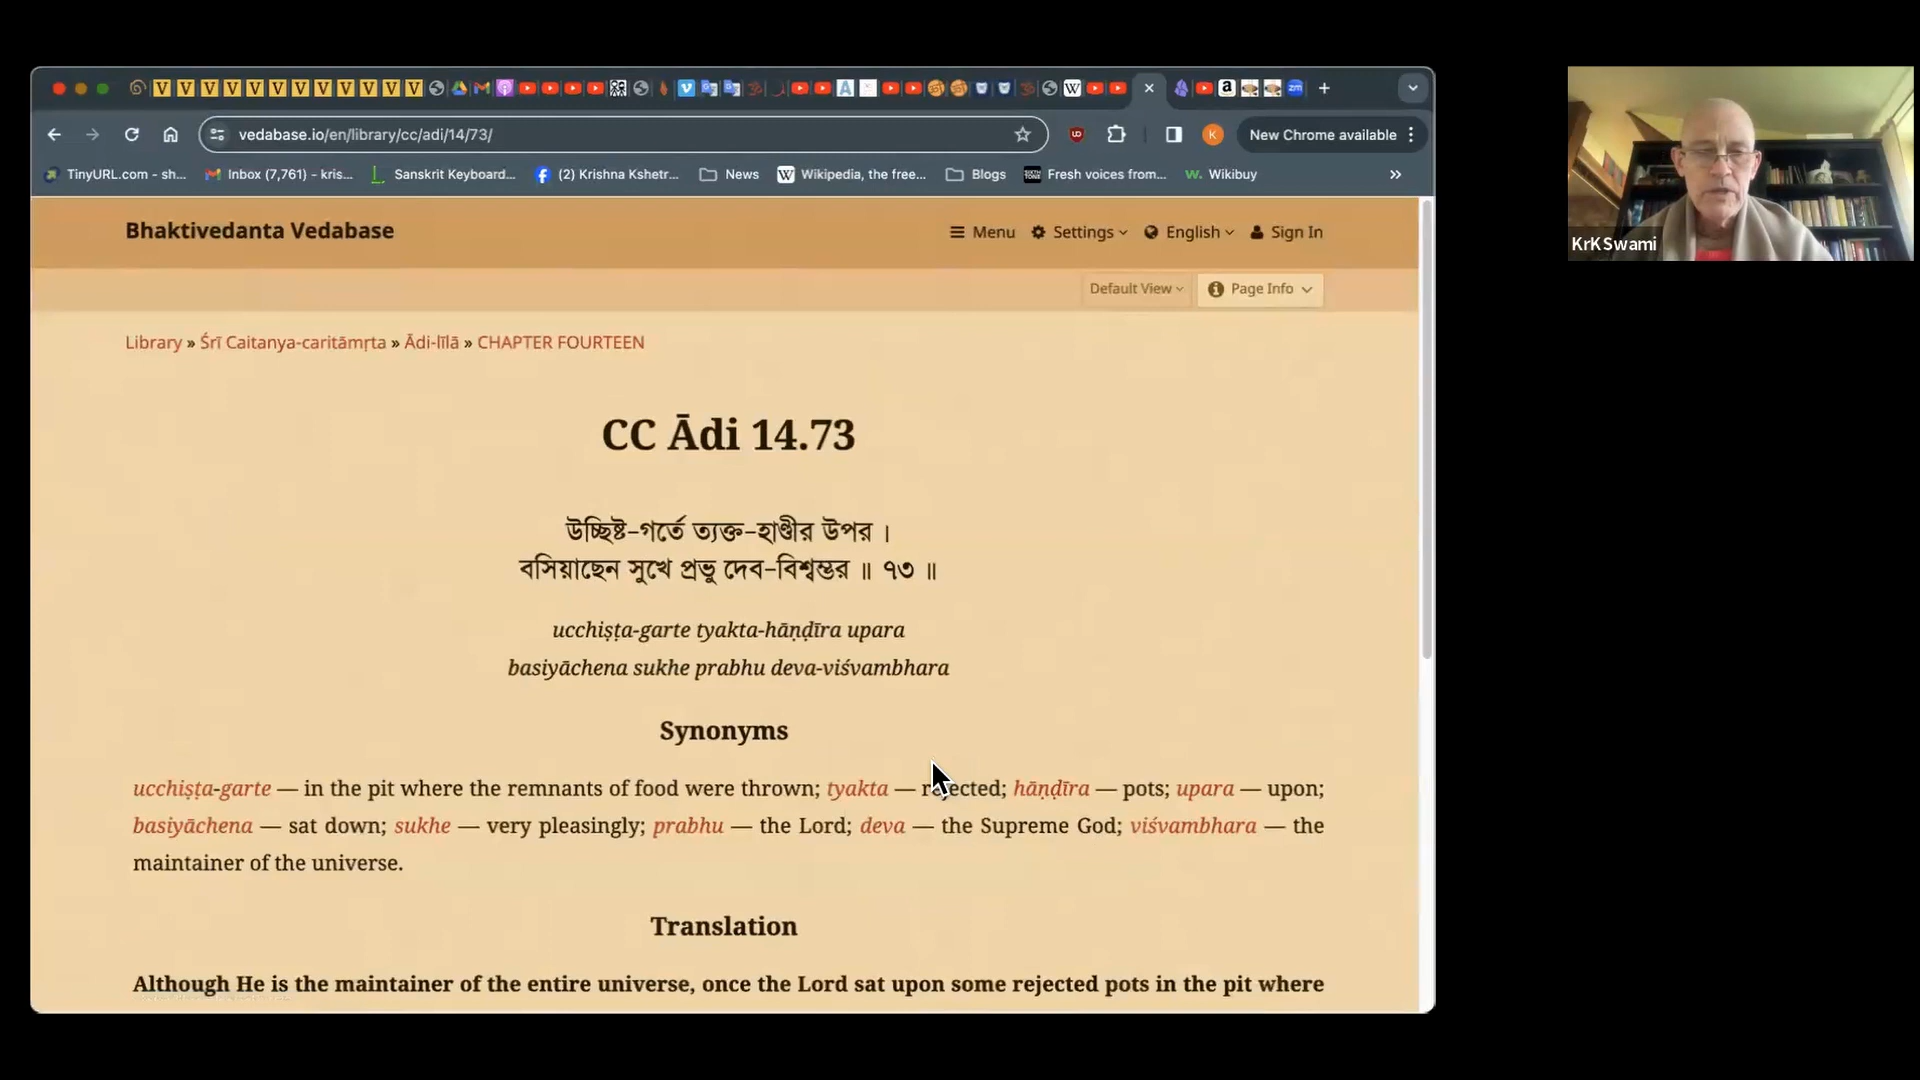 vedabase.io/en/library/cc/adi/14/73/
New Chrome available
TinyURL.com - sh...
Inbox (7,761) - kris...
Sanskrit Keyboard...
(2) Krishna Kshetr...
News
Wikipedia, the free...
Blogs
Fresh voices from...
Wikibuy
»
Bhaktivedanta Vedabase
Menu
Settings
English
Sign In
Default View
Page Info
Library » Śrī Caitanya-caritāmṛta » Ādi-līlā » CHAPTER FOURTEEN
CC Ādi 14.73
উচ্ছিষ্ট-গর্তে ত্যক্ত-হাণ্ডীর উপর ।
বসিয়াছেন সুখে প্রভু দেব-বিশ্বম্ভর ॥ ৭৩ ॥
ucchiṣṭa-garte tyakta-hāṇḍīra upara
basiyāchena sukhe prabhu deva-viśvambhara
Synonyms
ucchiṣṭa-garte — in the pit where the remnants of food were thrown; tyakta — rejected; hāṇḍīra — pots; upara — upon;
basiyāchena — sat down; sukhe — very pleasingly; prabhu — the Lord; deva — the Supreme God; viśvambhara — the
maintainer of the universe.
Translation
Although He is the maintainer of the entire universe, once the Lord sat upon some rejected pots in the pit where
KrKSwami